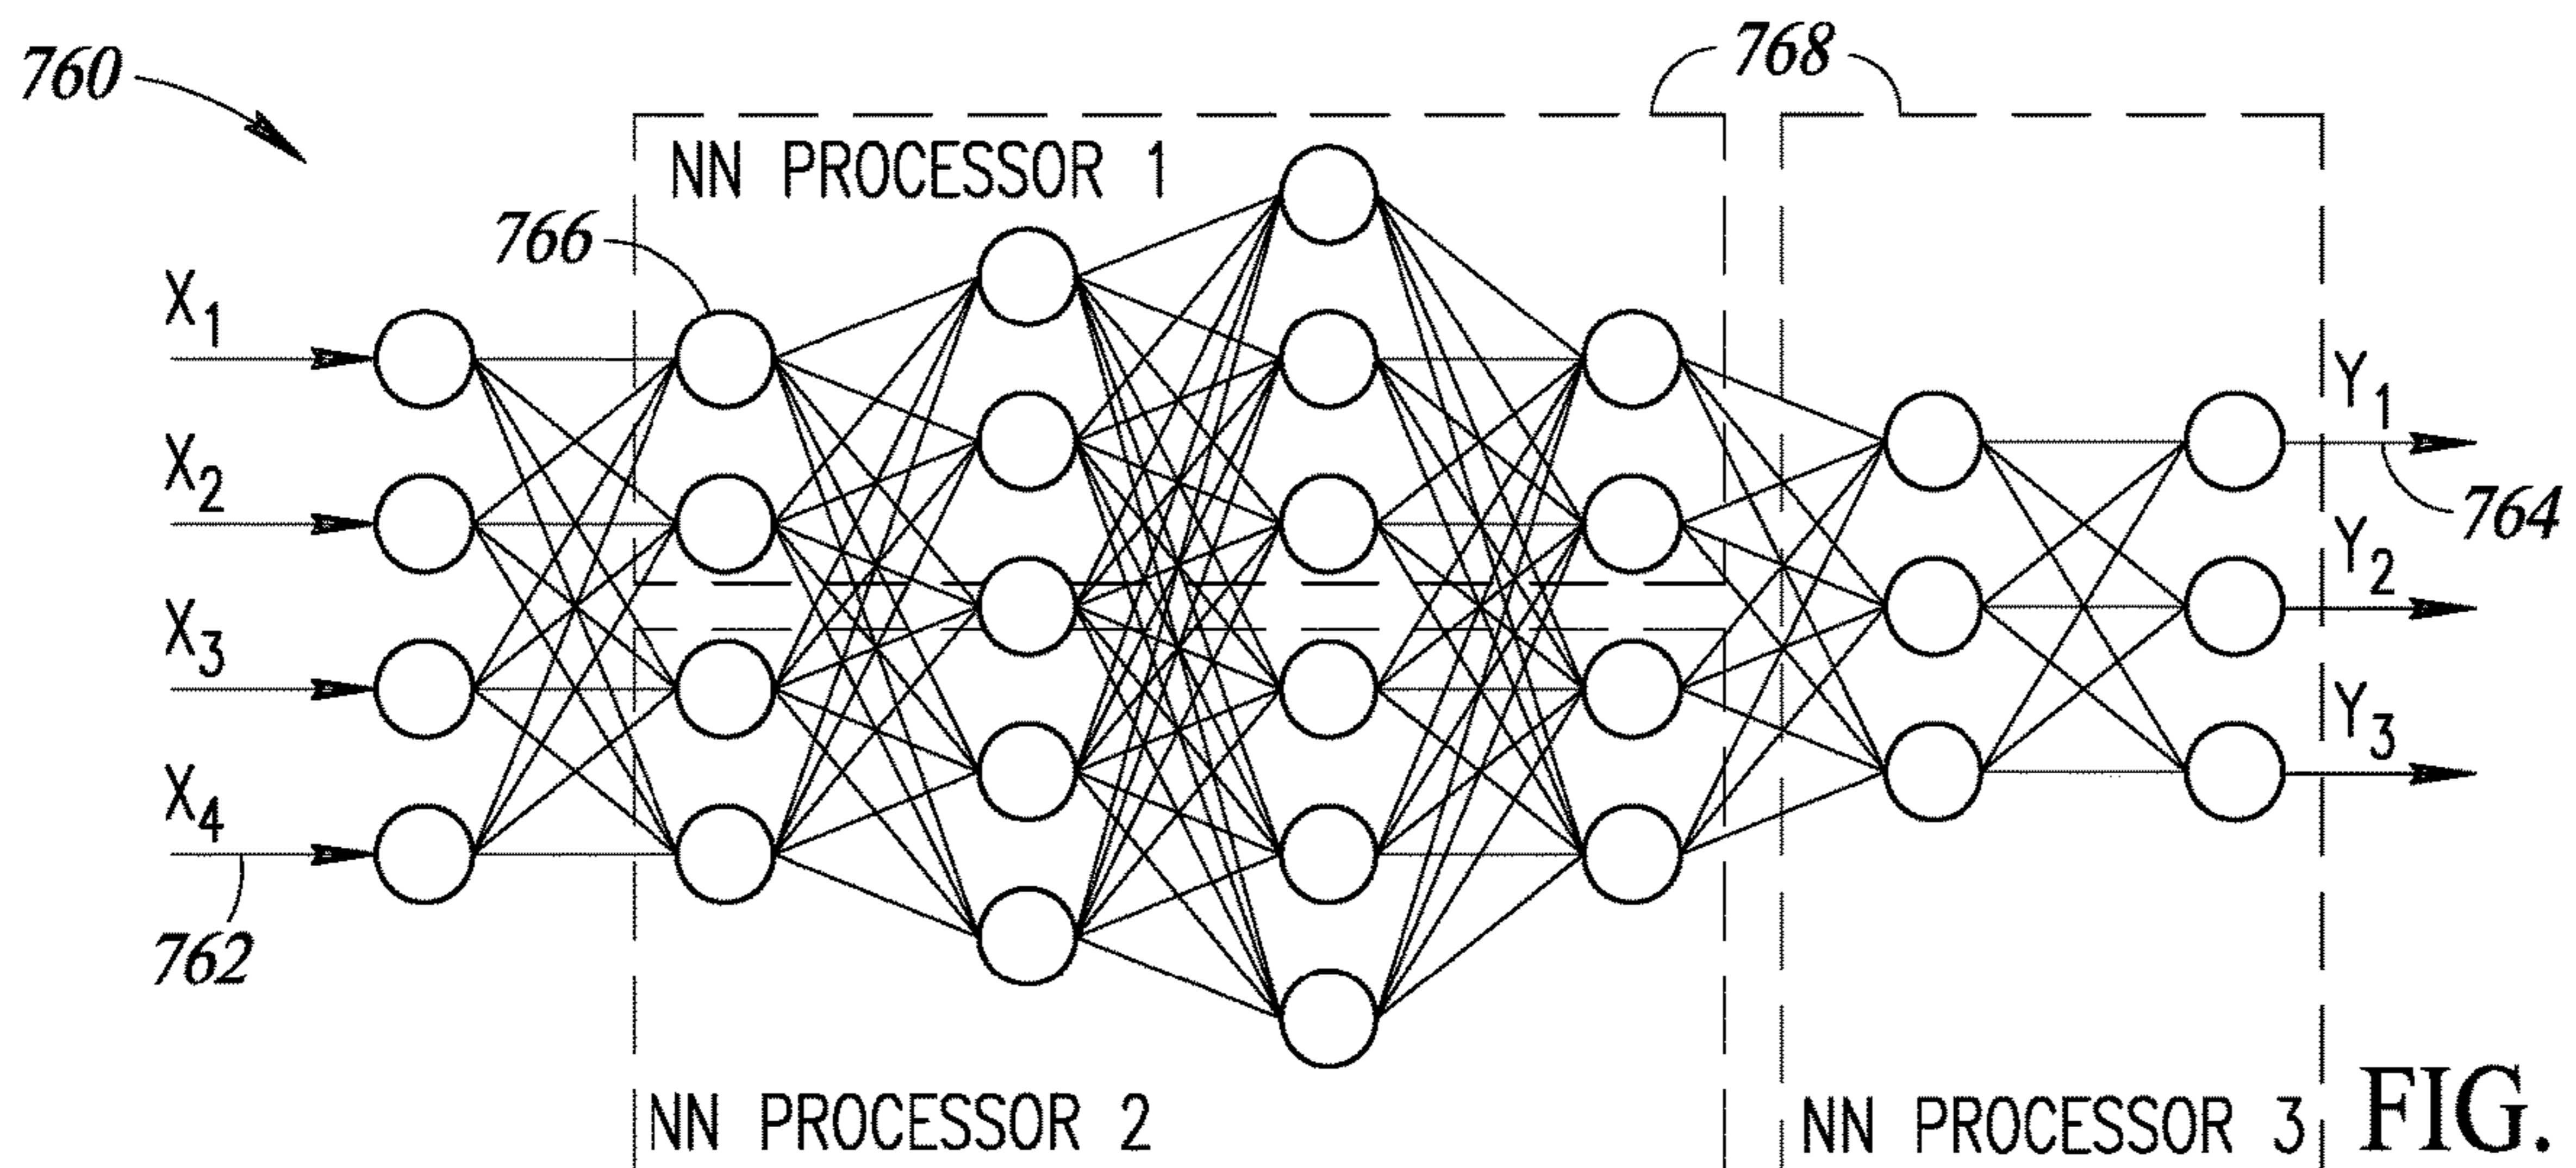 760
768
NN PROCESSOR 1
766
X1
X2
X3
X4
762
Y1
764
Y2
Y3
NN PROCESSOR 2
NN PROCESSOR 3
FIG.